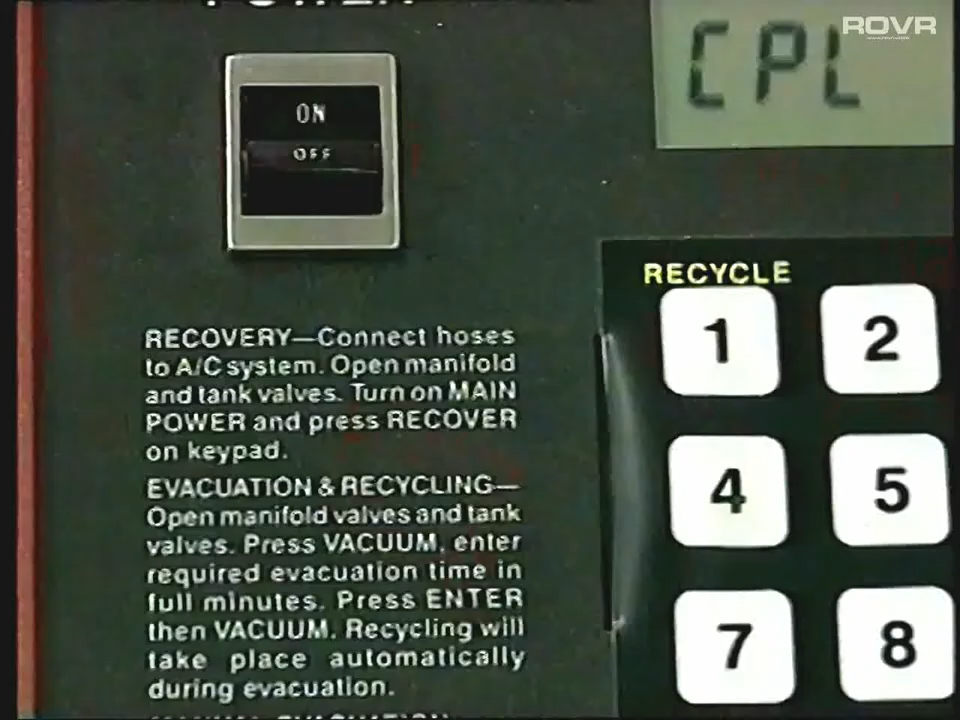 POWER
CPL
ROVR
ON
OFF
RECYCLE
1 2
4 5
7 8
RECOVERY—Connect hoses
to A/C system. Open manifold
and tank valves. Turn on MAIN
POWER and press RECOVER
on keypad.
EVACUATION & RECYCLING—
Open manifold valves and tank
valves. Press VACUUM, enter
required evacuation time in
full minutes. Press ENTER
then VACUUM. Recycling will
take place automatically
during evacuation.